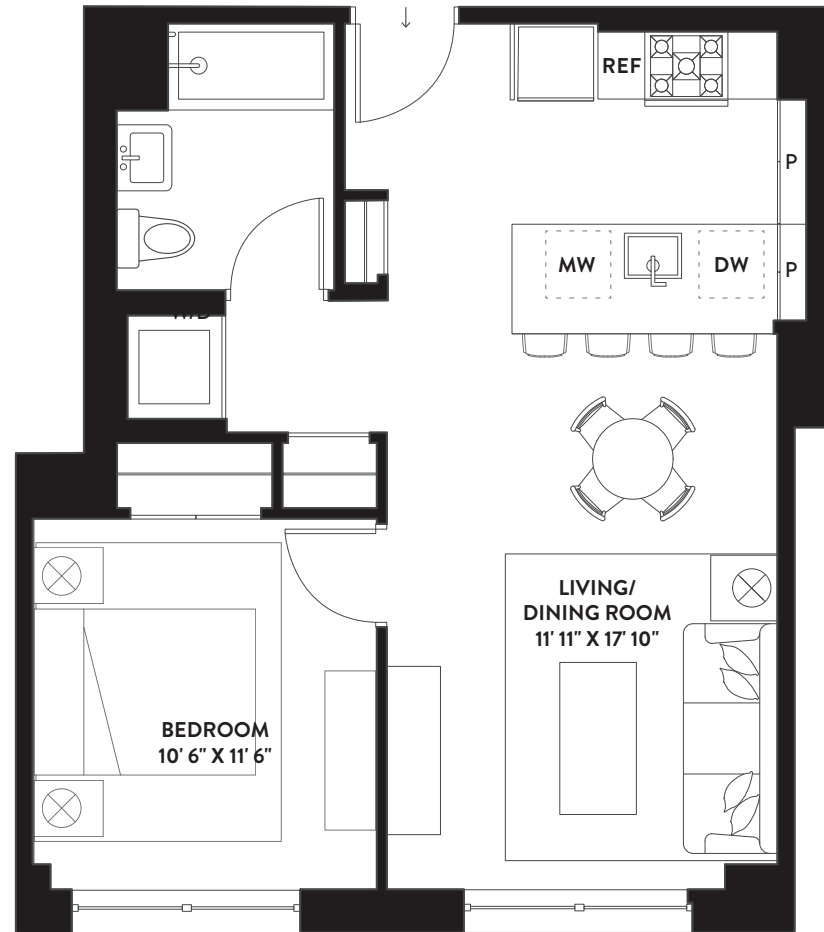 REF
P
MW
DW
P
LIVING/
DINING ROOM
11' 11" X 17' 10"
BEDROOM
10' 6" X 11' 6"